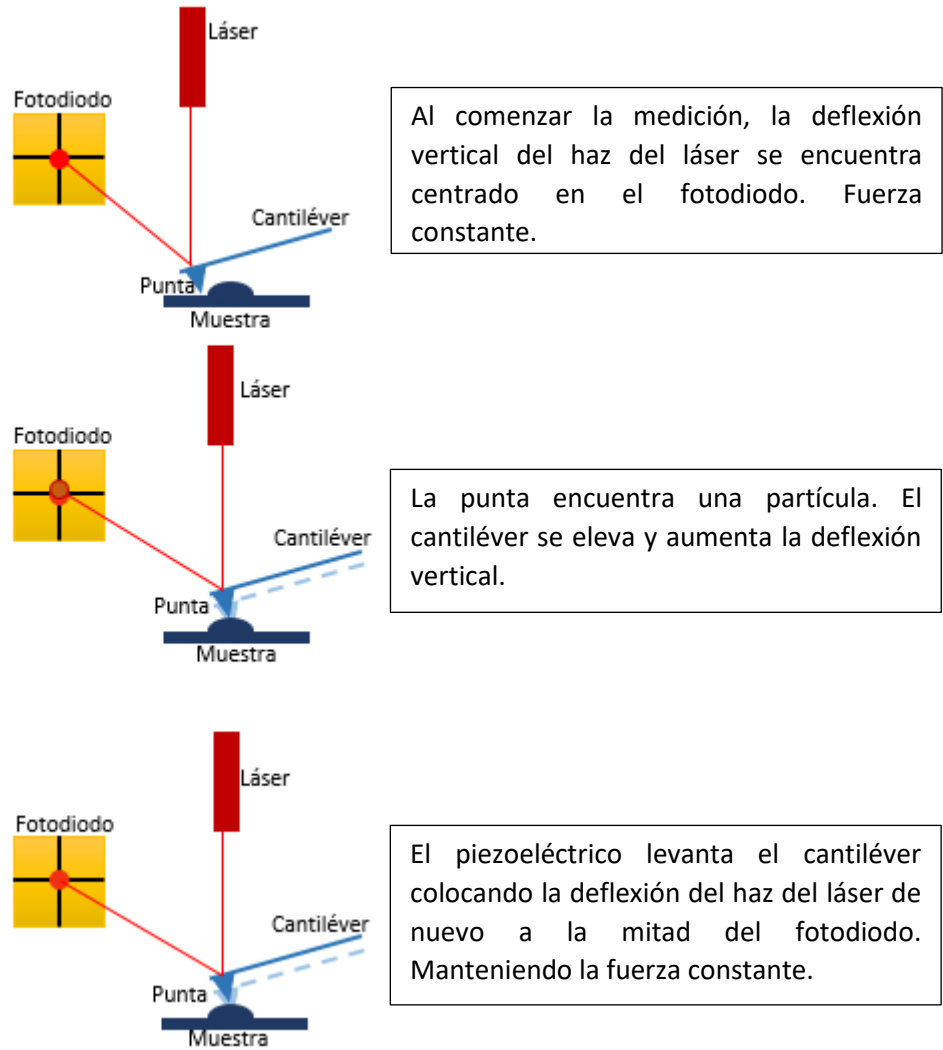 Láser
Fotodiodo
Cantiléver
Punta
Muestra
Al comenzar la medición, la deflexión
vertical del haz del láser se encuentra
centrado en el fotodiodo. Fuerza
constante.
Láser
Fotodiodo
Cantiléver
Punta
Muestra
La punta encuentra una partícula. El
cantiléver se eleva y aumenta la deflexión
vertical.
Láser
Fotodiodo
Cantiléver
Punta
Muestra
El piezoeléctrico levanta el cantiléver
colocando la deflexión del haz del láser de
nuevo a la mitad del fotodiodo.
Manteniendo la fuerza constante.